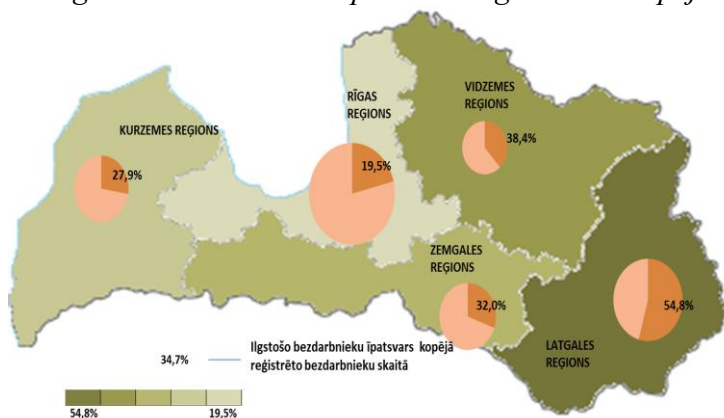 KURZEMES REĢIONS
27,9%
RĪGAS
REĢIONS
19,5%
VIDZEMES
REĢIONS
38,4%
ZEMGALES
REĢIONS
32,0%
54,8%
LATGALES
REĢIONS
34,7%
Ilgstošo bezdarbnieku īpatsvars kopējā
reģistrēto bezdarbnieku skaitā
54,8%
19,5%